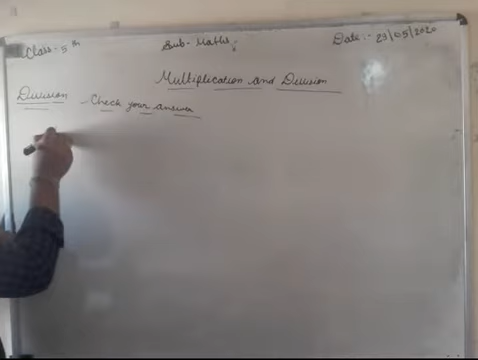 Class:- 5th Sub- Maths; Date:- 23/05/2020
Multiplication and Division
Division - Check your answer